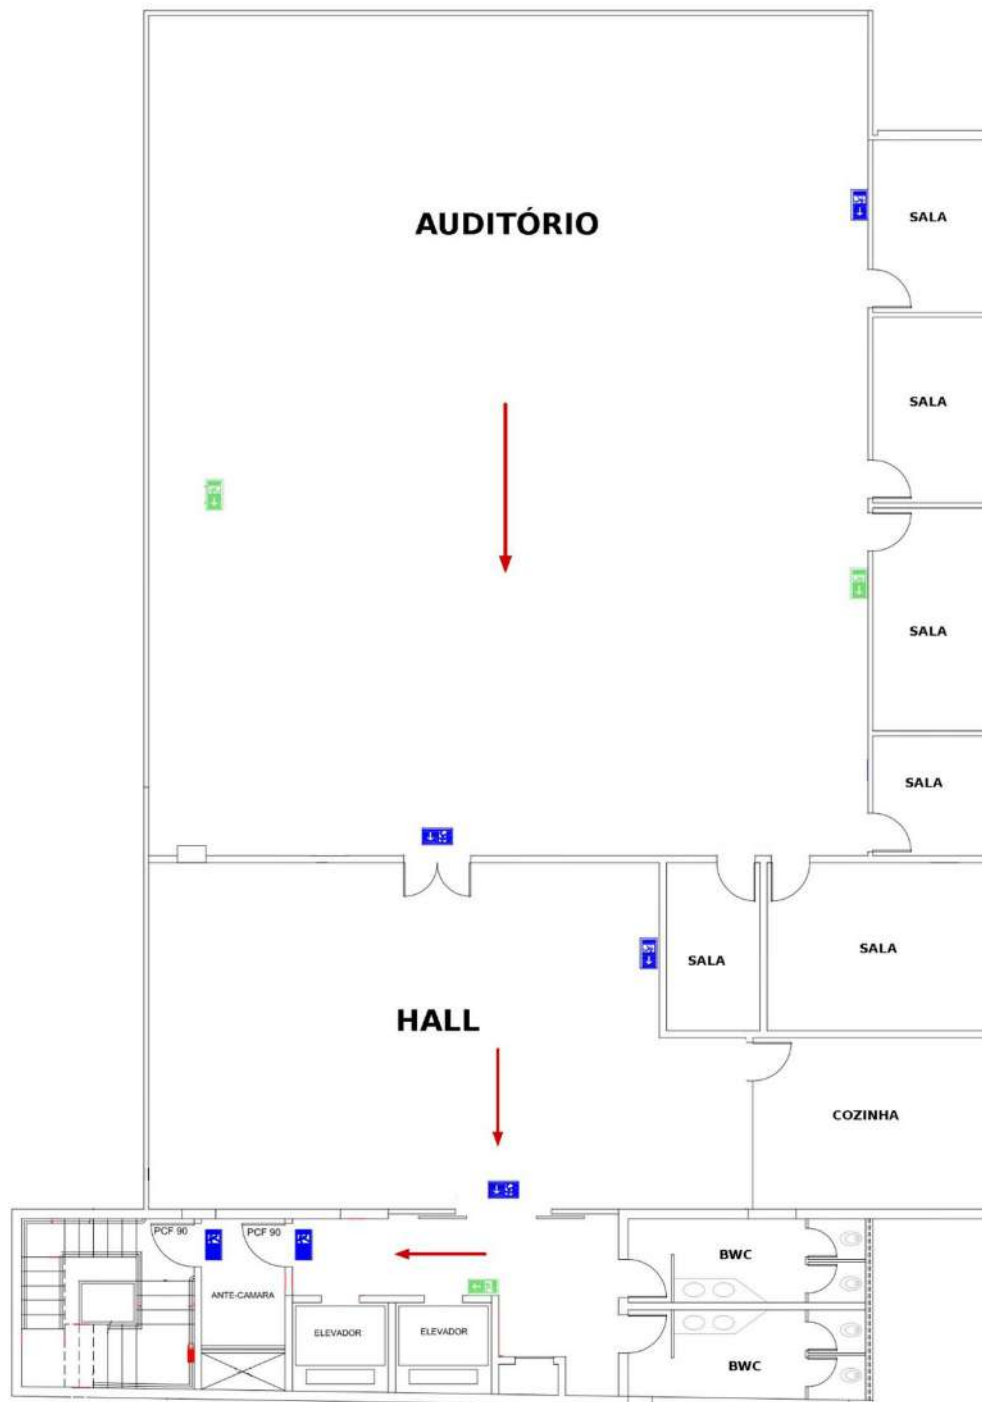 AUDITÓRIO
SALA
SALA
SALA
SALA
SALA
SALA
HALL
COZINHA
PCF 90
PCF 90
BWC
ANTE-CAMARA
ELEVADOR
ELEVADOR
BWC